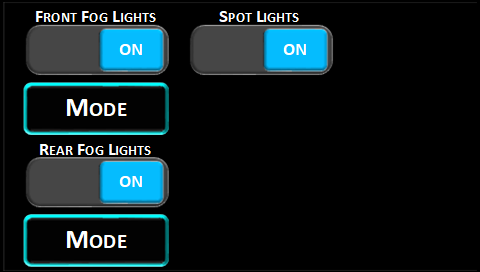 Front Fog Lights
Spot Lights
ON
ON
Mode
Rear Fog Lights
ON
Mode